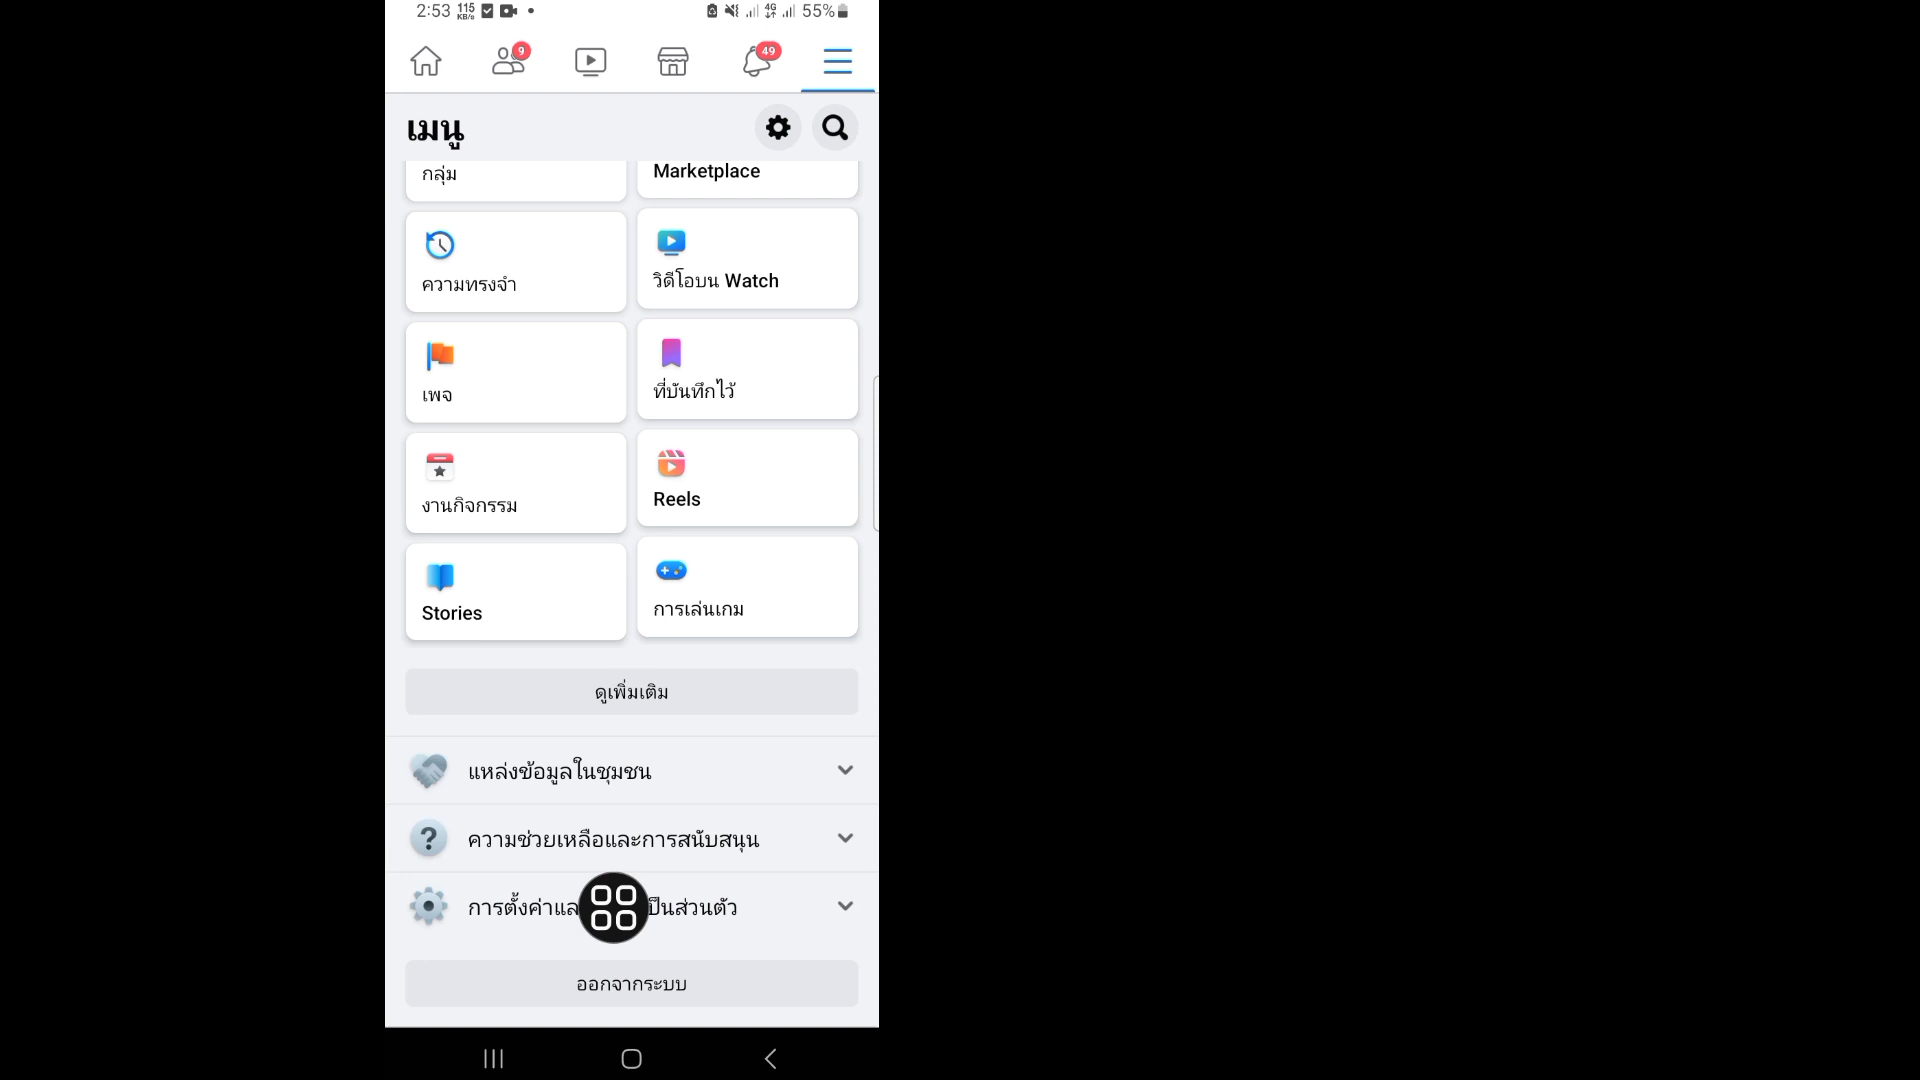 2:53 115 KB/s 4G 55%
9
49
เมนู
กลุ่ม
Marketplace
ความทรงจำ
วิดีโอบน Watch
เพจ
ที่บันทึกไว้
งานกิจกรรม
Reels
Stories
การเล่นเกม
ดูเพิ่มเติม
แหล่งข้อมูลในชุมชน
ความช่วยเหลือและการสนับสนุน
การตั้งค่าแล ป็นส่วนตัว
ออกจากระบบ